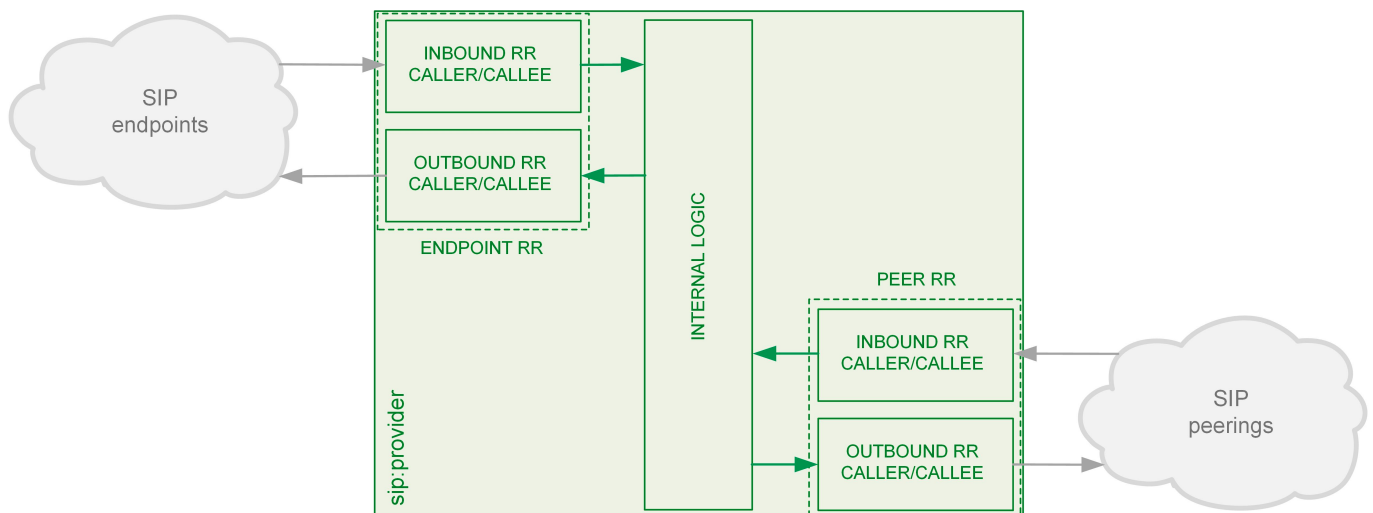 SIP
endpoints
INBOUND RR
CALLER/CALLEE
OUTBOUND RR
CALLER/CALLEE
ENDPOINT RR
INTERNAL LOGIC
PEER RR
INBOUND RR
CALLER/CALLEE
OUTBOUND RR
CALLER/CALLEE
sip:provider
SIP
peerings